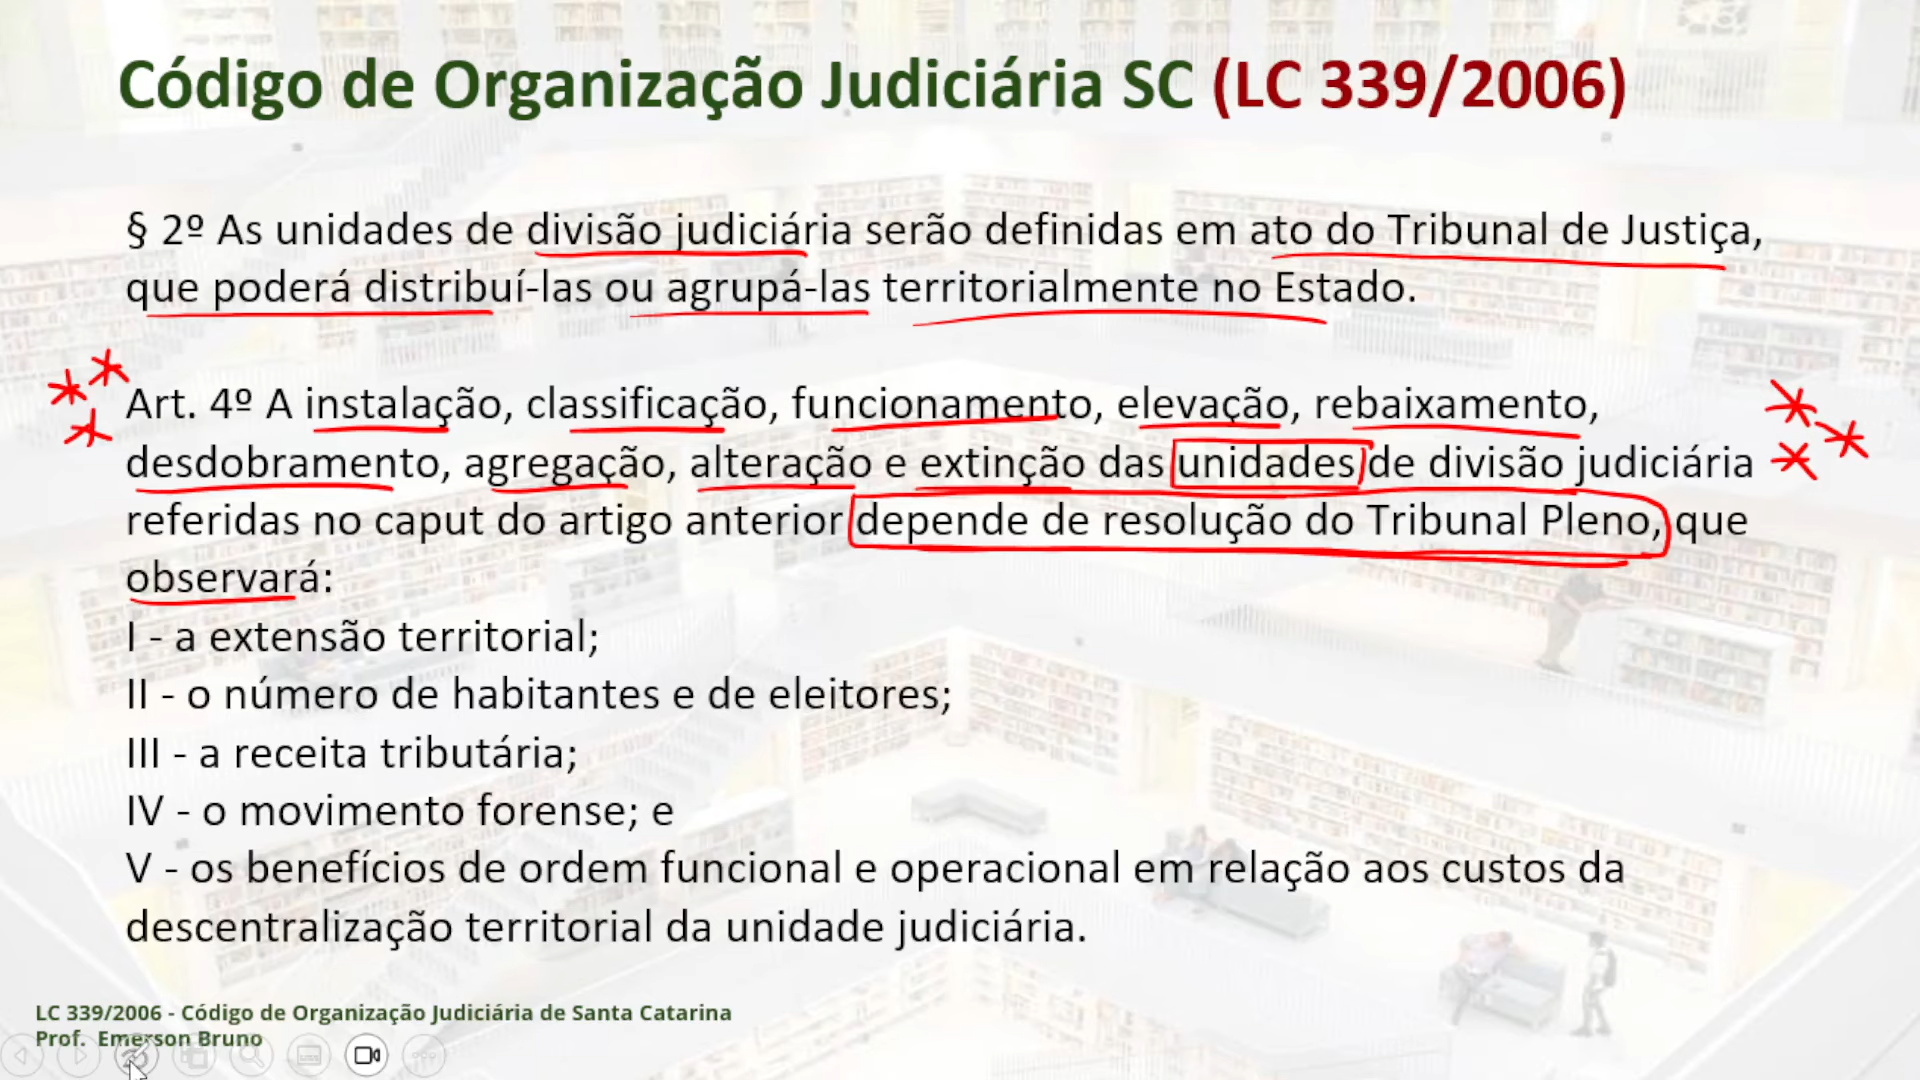 Código de Organização Judiciária SC (LC 339/2006)
§ 2º As unidades de divisão judiciária serão definidas em ato do Tribunal de Justiça,
que poderá distribuí-las ou agrupá-las territorialmente no Estado.
Art. 4º A instalação, classificação, funcionamento, elevação, rebaixamento,
desdobramento, agregação, alteração e extinção das unidades de divisão judiciária
referidas no caput do artigo anterior depende de resolução do Tribunal Pleno, que
observará:
I - a extensão territorial;
II - o número de habitantes e de eleitores;
III - a receita tributária;
IV - o movimento forense; e
V - os benefícios de ordem funcional e operacional em relação aos custos da
descentralização territorial da unidade judiciária.
LC 339/2006 - Código de Organização Judiciária de Santa Catarina
Prof. Emerson Bruno